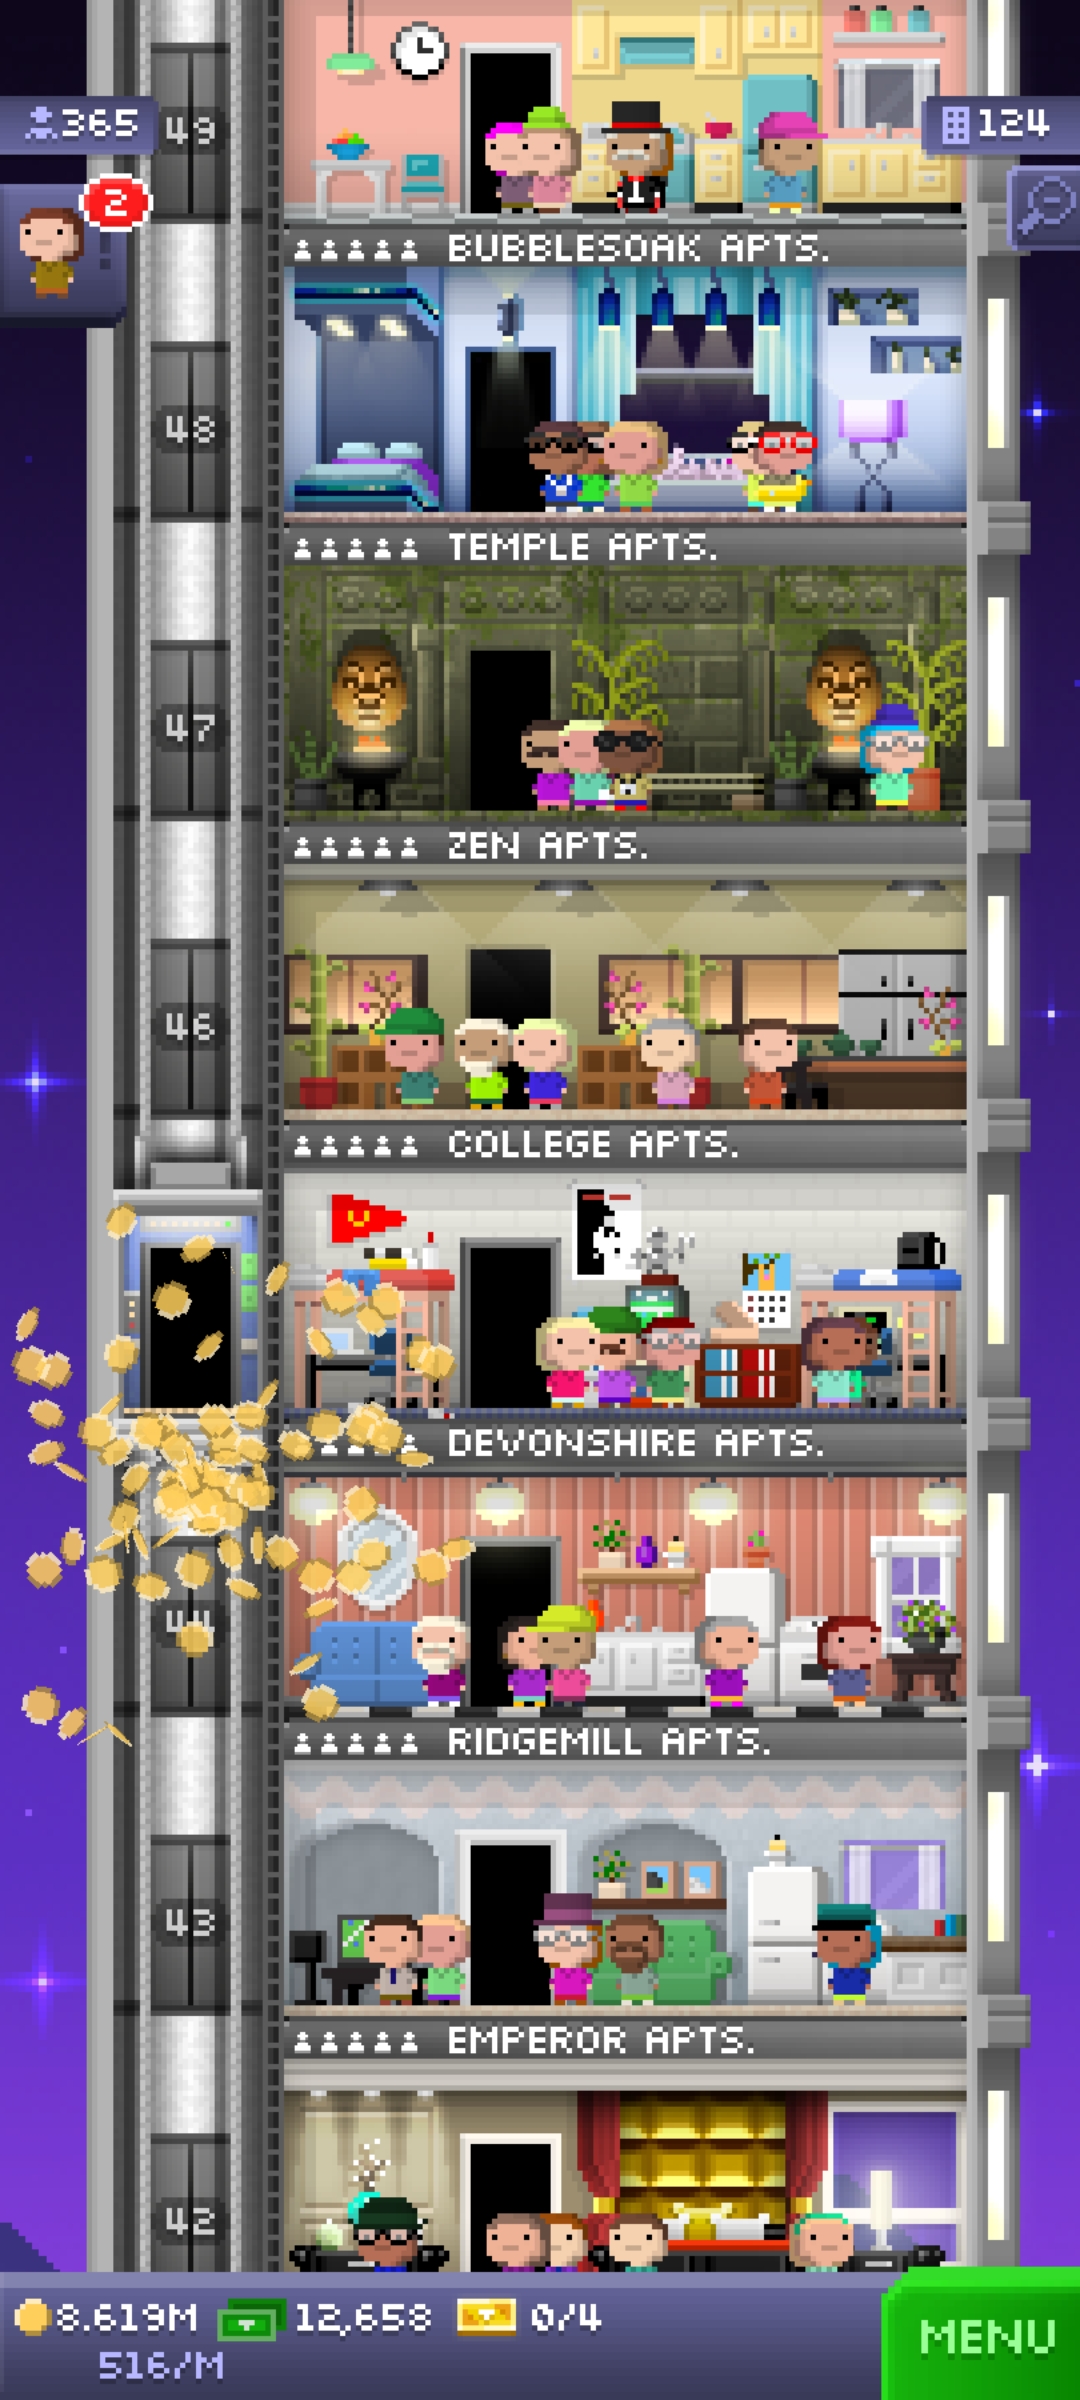 49
365
124
2
BUBBLESOAK APTS.
48
TEMPLE APTS.
47
ZEN APTS.
46
COLLEGE APTS.
DEVONSHIRE APTS.
44
RIDGEMILL APTS.
43
EMPEROR APTS.
42
8.619M
12,658
0/4
MENU
516/M